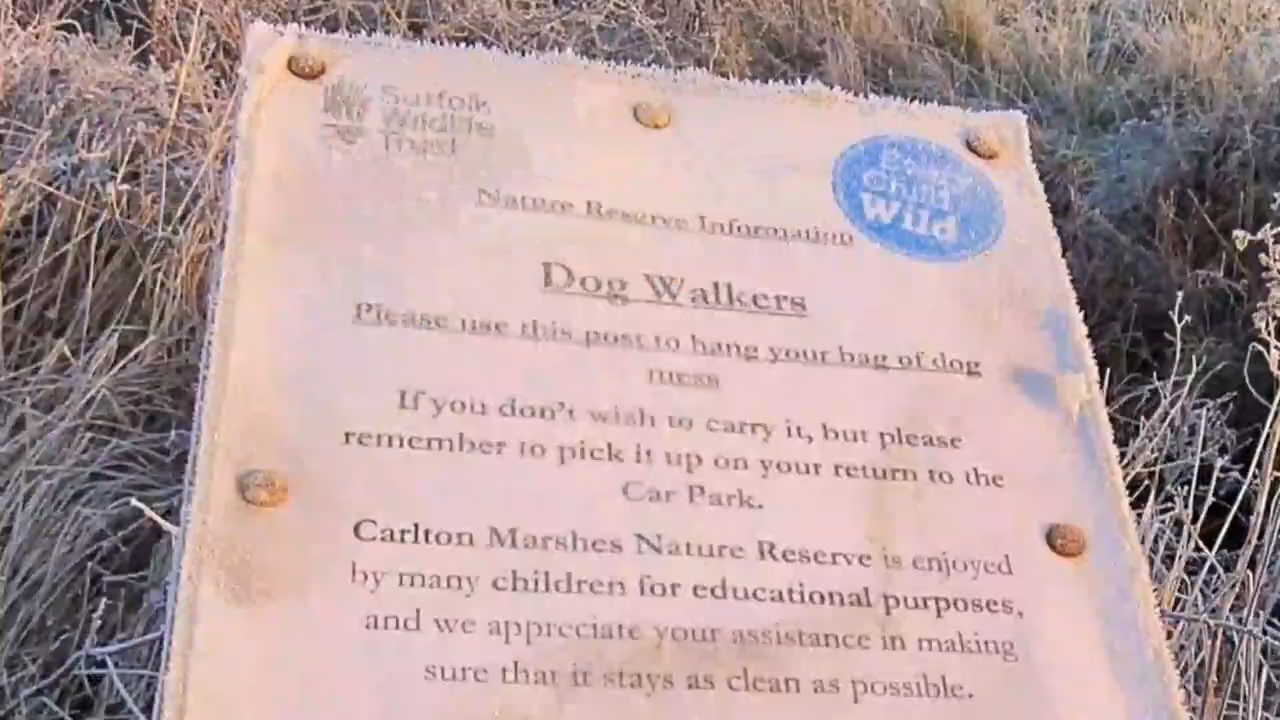 Suffolk
Wildlife
Trust
Every
Child
Wild
Nature Reserve Information
Dog Walkers
Please use this post to hang your bag of dog
mess
If you don't wish to carry it, but please
remember to pick it up on your return to the
Car Park.
Carlton Marshes Nature Reserve is enjoyed
by many children for educational purposes,
and we appreciate your assistance in making
sure that it stays as clean as possible.